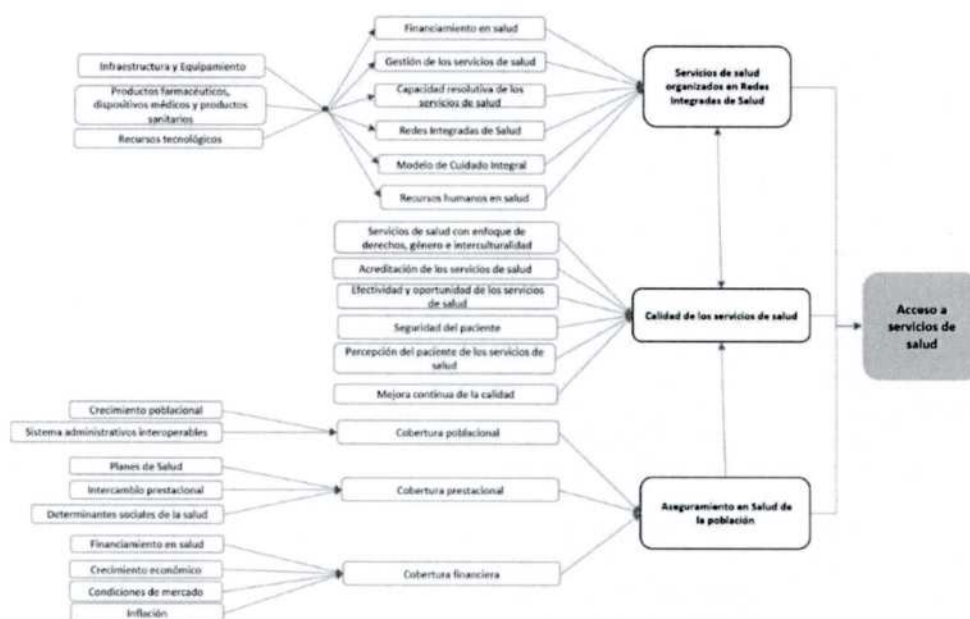 Financiamiento en salud
Gestión de los servicios de salud
Capacidad resolutiva de los
servicios de salud
Redes Integradas de Salud
Modelo de Cuidado Integral
Recursos humanos en salud
Infraestructura y Equipamiento
Productos farmacéuticos,
dispositivos médicos y productos
sanitarios
Recursos tecnológicos
Servicios de salud
organizados en Redes
Integradas de Salud
Servicios de salud con enfoque de
derechos, género e interculturalidad
Acreditación de los servicios de salud
Efectividad y oportunidad de los servicios
de salud
Seguridad del paciente
Percepción del paciente de los servicios de
salud
Mejora continua de la calidad
Calidad de los servicios de salud
Acceso a
servicios de
salud
Crecimiento poblacional
Sistema administrativos interoperables
Cobertura poblacional
Planes de Salud
Intercambio prestacional
Determinantes sociales de la salud
Cobertura prestacional
Financiamiento en salud
Crecimiento económico
Condiciones de mercado
Inflación
Cobertura financiera
Aseguramiento en Salud de
la población